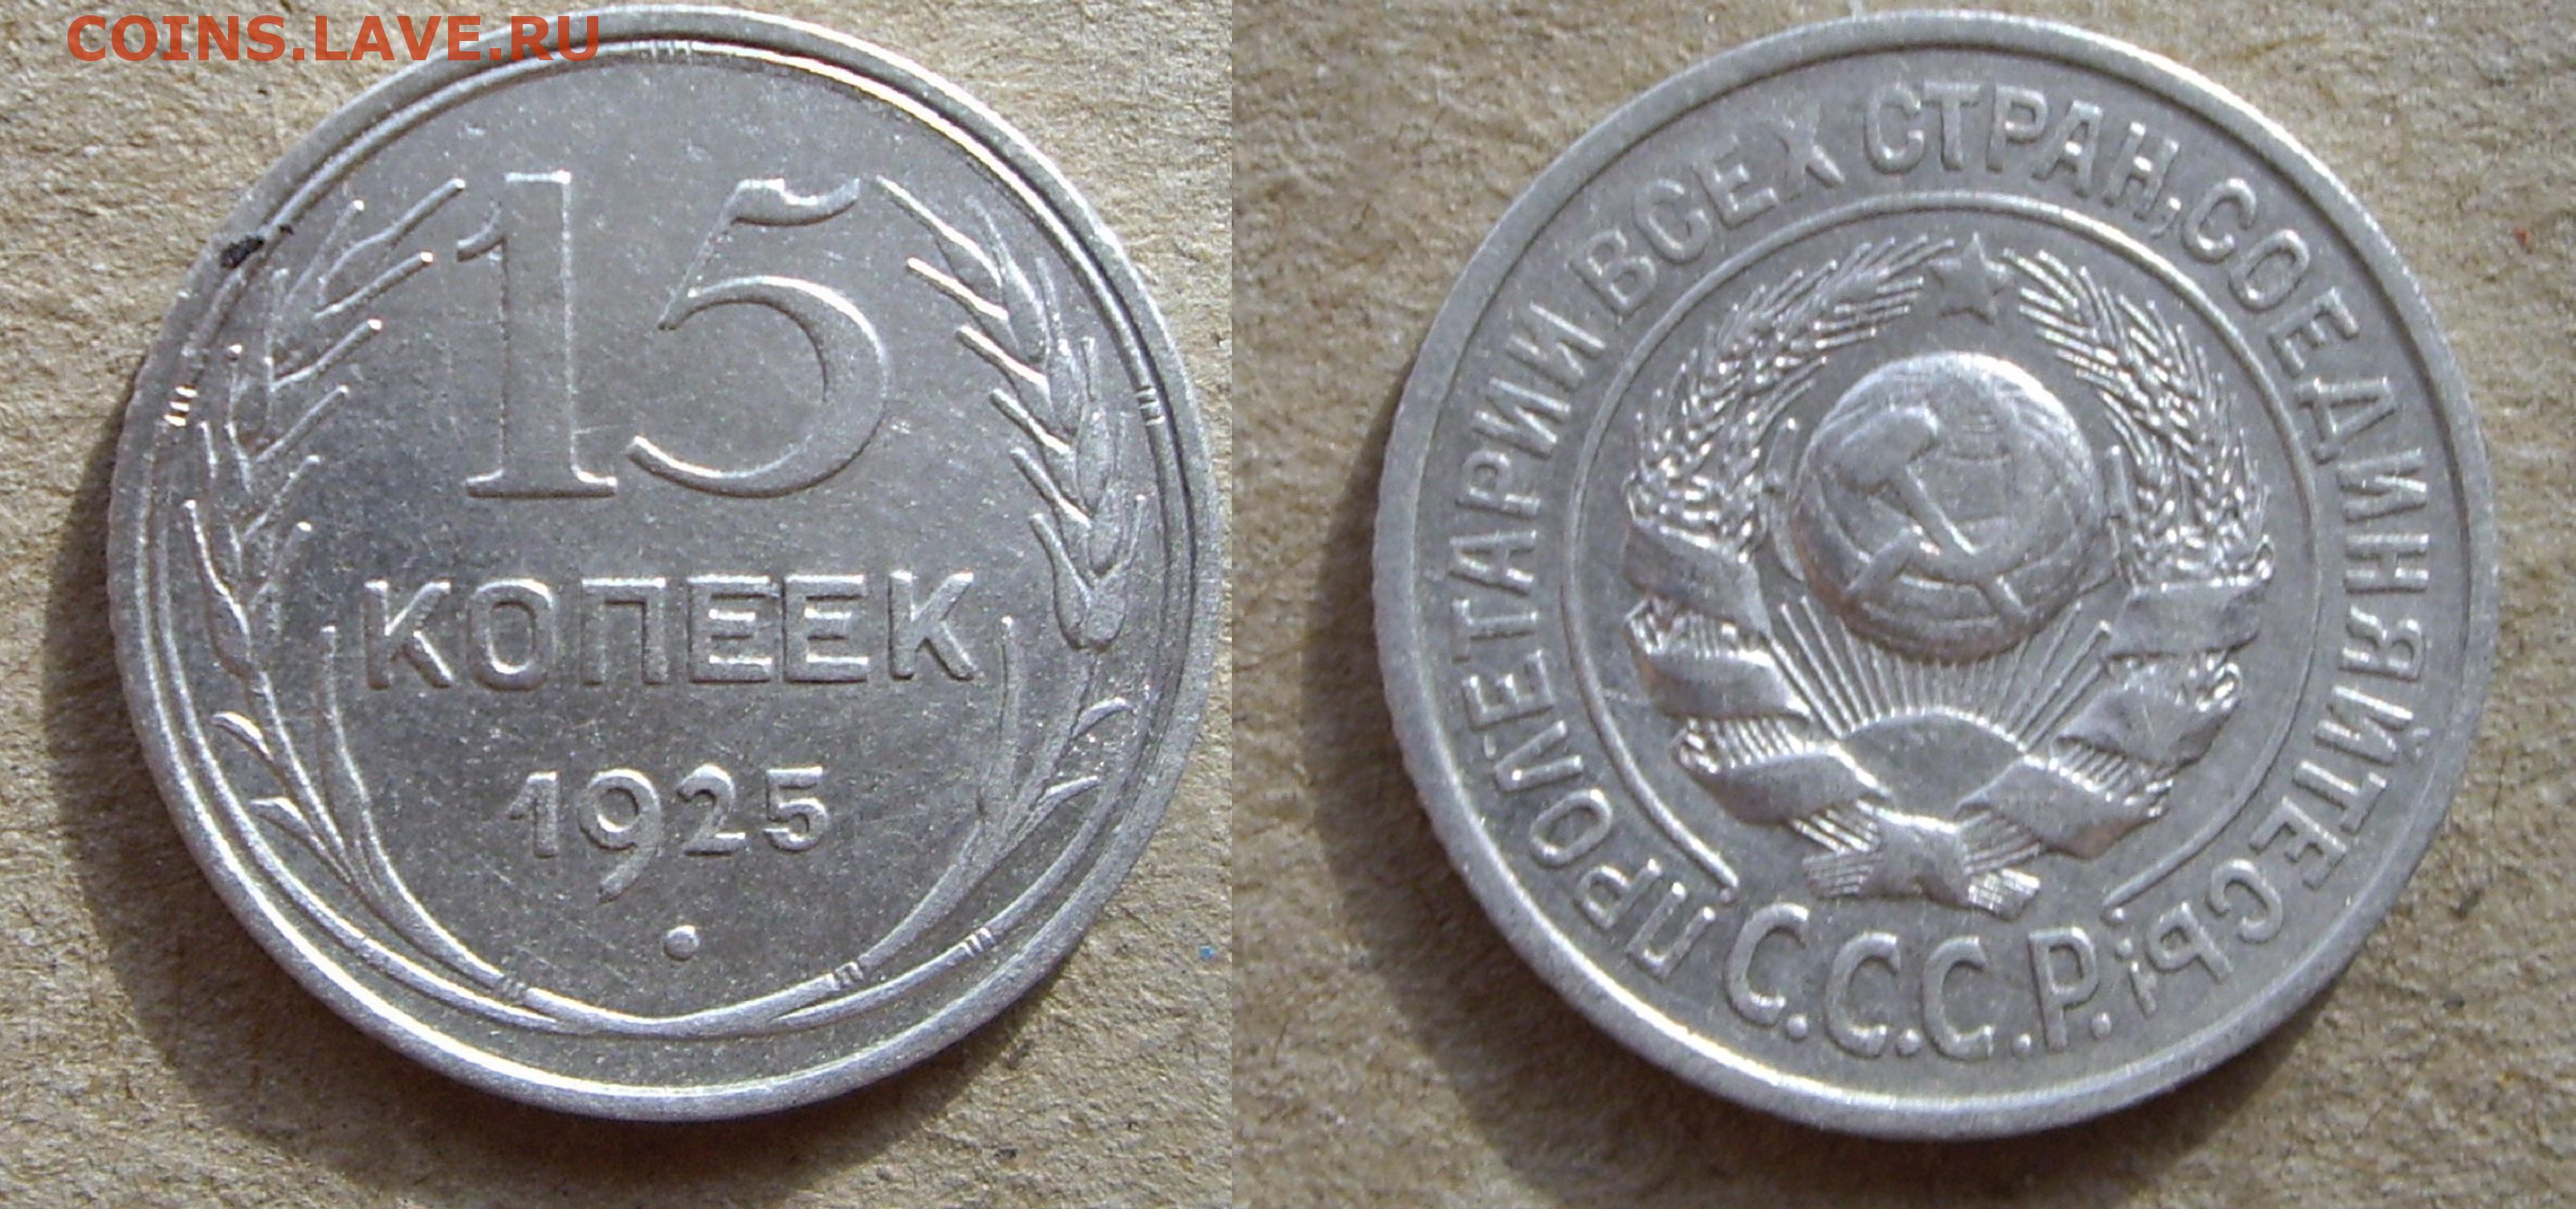 COINS.LAVE.RU
15
КОПЕЕК
1925
ПРОЛЕТАРИИ ВСЕХ СТРАН, СОЕДИНЯЙТЕСЬ!
С.С.С.Р.